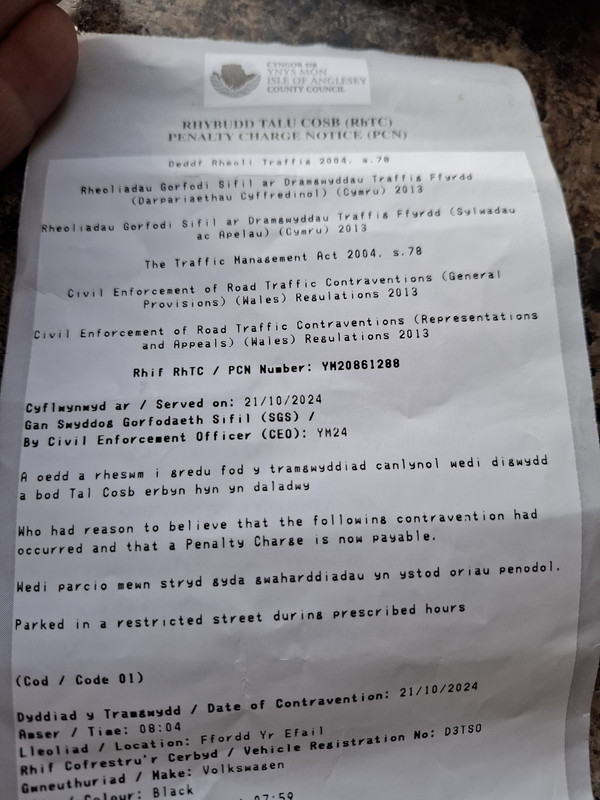 CYNGOR SIR
YNYS MÔN
ISLE OF ANGLESEY
COUNTY COUNCIL
RHYBUDD TALU COSB (RhTC)
PENALTY CHARGE NOTICE (PCN)
Deddf Rheoli Traffig 2004, s.78
Rheoliadau Gorfodi Sifil ar Dramgwyddau Traffig Ffyrdd
(Darpariaethau Cyffredinol) (Cymru) 2013
Rheoliadau Gorfodi Sifil ar Dramgwyddau Traffig Ffyrdd (Sylwadau
ac Apelau) (Cymru) 2013
The Traffic Management Act 2004, s.78
Civil Enforcement of Road Traffic Contraventions (General
Provisions) (Wales) Regulations 2013
Civil Enforcement of Road Traffic Contraventions (Representations
and Appeals) (Wales) Regulations 2013
Rhif RhTC / PCN Number: YM20861288
Cyflwynwyd ar / Served on: 21/10/2024
Gan Swyddog Gorfodaeth Sifil (SGS) /
By Civil Enforcement Officer (CEO): YM24
A oedd a rheswm i gredu fod y tramgwyddiad canlynol wedi digwydd
a bod Tal Cosb erbyn hyn yn daladwy
Who had reason to believe that the following contravention had
occurred and that a Penalty Charge is now payable.
Wedi parcio mewn stryd gyda gwaharddiadau yn ystod oriau penodol.
Parked in a restricted street during prescribed hours
(Cod / Code 01)
Dyddiad y Tramgwydd / Date of Contravention: 21/10/2024
Amser / Time: 08:04
Lleoliad / Location: Ffordd Yr Efail
Rhif Cofrestru'r Cerbyd / Vehicle Registration No: D3TSO
Gwneuthuriad / Make: Volkswagen
/ Colour: Black
07:59